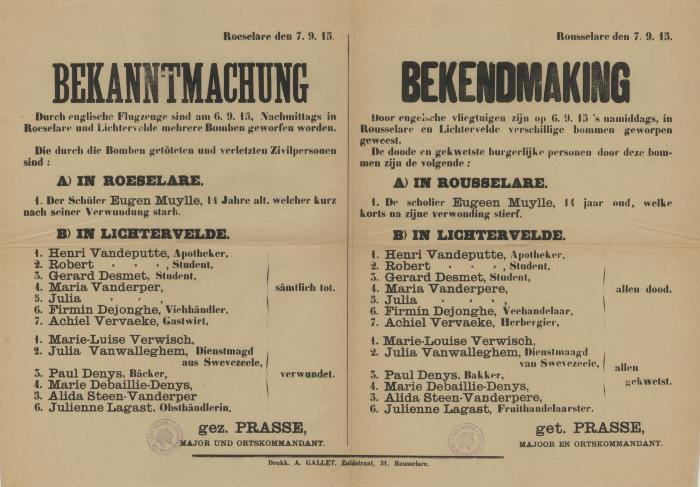 Roeselare den 7. 9. 15.
BEKANNTMACHUNG
Durch englische Flugzeuge sind am 6. 9. 15, Nachmittags in
Roeselare und Lichtervelde mehrere Bomben geworfen worden.
Die durch die Bomben getöteten und verletzten Zivilpersonen
sind :
A) IN ROESELARE.
1. Der Schüler Eugen Muylle, 14 Jahre alt, welcher kurz
nach seiner Verwundung starb.
B) IN LICHTERVELDE.
1. Henri Vandeputte, Apotheker,
2. Robert " " , Student,
3. Gerard Desmet, Student,
4. Maria Vanderper,
5. Julia " ,
6. Firmin Dejonghe, Viehhändler,
7. Achiel Vervaeke, Gastwirt,
sämtlich tot.
1. Marie-Luise Verwisch,
2. Julia Vanwalleghem, Dienstmagd
aus Swevezeele,
3. Paul Denys, Bäcker,
4. Marie Debaillie-Denys,
5. Alida Steen-Vanderper
6. Julienne Lagast, Obsthändlerin.
verwundet.
gez. PRASSE,
MAJOR UND ORTSKOMMANDANT.
Rousselare den 7. 9. 15.
BEKENDMAKING
Door engelsche vliegtuigen zijn op 6. 9. 15 's namiddags, in
Rousselare en Lichtervelde verschillige bommen geworpen
geweest.
De doode en gekwetste burgerlijke personen door deze bom-
men zijn de volgende :
A) IN ROUSSELARE.
1. De scholier Eugeen Muylle, 14 jaar oud, welke
korts na zijne verwonding stierf.
B) IN LICHTERVELDE.
1. Henri Vandeputte, Apotheker,
2. Robert " " , Student,
3. Gerard Desmet, Student,
4. Maria Vanderpere,
5. Julia " ,
6. Firmin Dejonghe, Veehandelaar,
7. Achiel Vervaeke, Herbergier,
allen dood.
1. Marie-Louise Verwisch,
2. Julia Vanwalleghem, Dienstmaagd
van Swevezeele,
3. Paul Denys, Bakker,
4. Marie Debaillie-Denys,
5. Alida Steen-Vanderpere,
6. Julienne Lagast, Fruithandelaarster.
allen
gekwetst.
get. PRASSE,
MAJOOR EN ORTSKOMMANDANT.
Drukk. A. GALLET, Zuidstraat, 31, Rousselare.